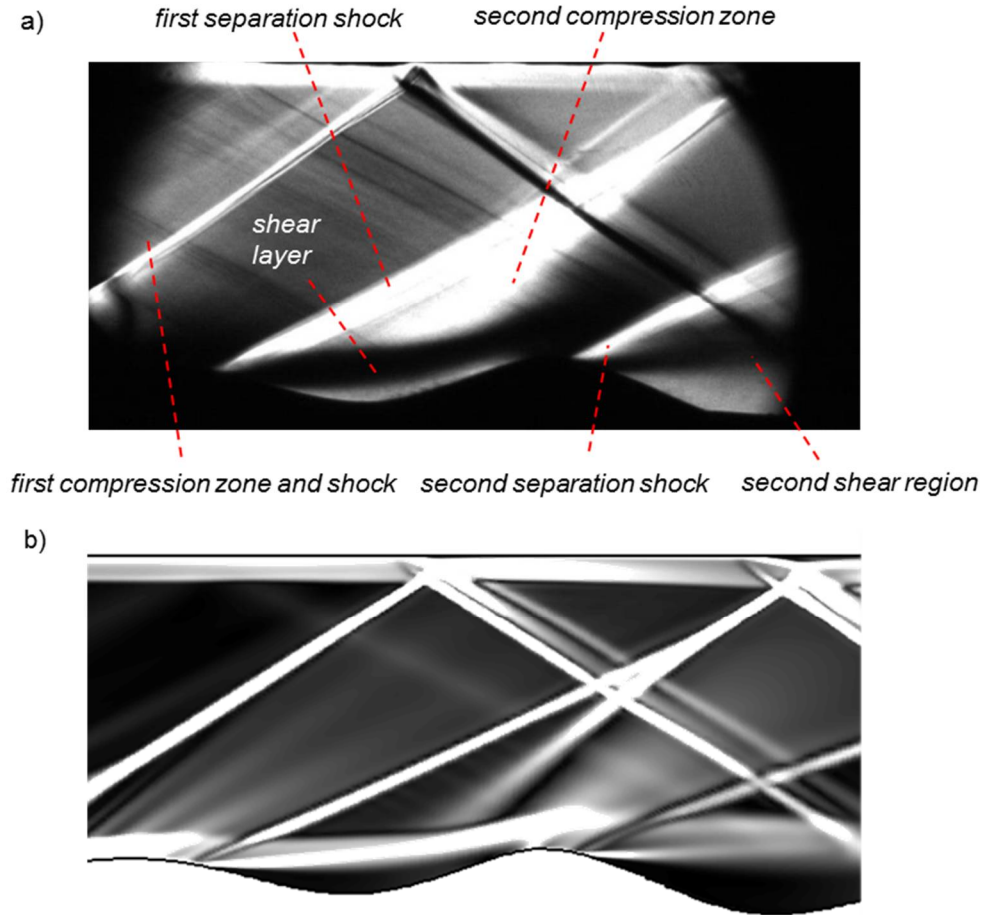 a)
first separation shock
second compression zone
shear
layer
first compression zone and shock
second separation shock
second shear region
b)